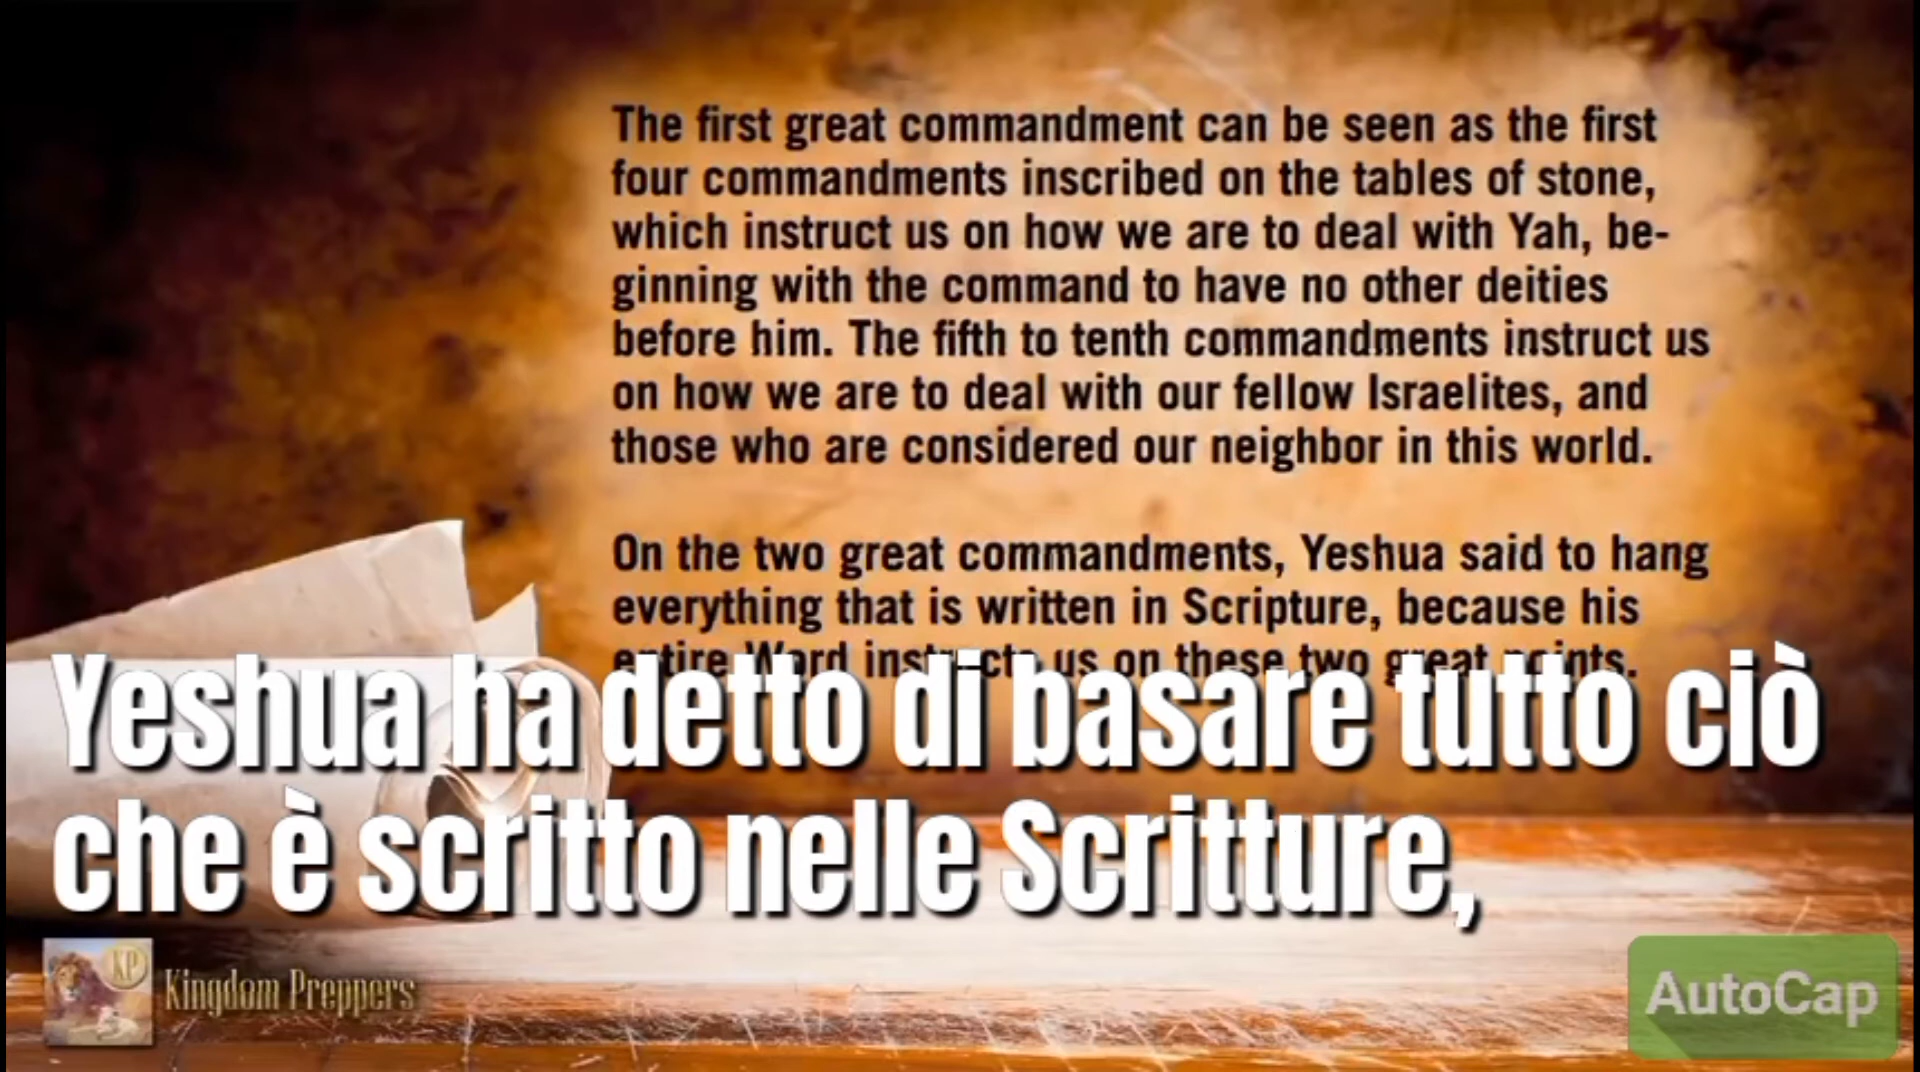 The first great commandment can be seen as the first
four commandments inscribed on the tables of stone,
which instruct us on how we are to deal with Yah, be-
ginning with the command to have no other deities
before him. The fifth to tenth commandments instruct us
on how we are to deal with our fellow Israelites, and
those who are considered our neighbor in this world.
On the two great commandments, Yeshua said to hang
everything that is written in Scripture, because his
entire Word instructs us on these two great points.
Yeshua ha detto di basare tutto ciò
che è scritto nelle Scritture,
KP
Kingdom Preppers
AutoCap